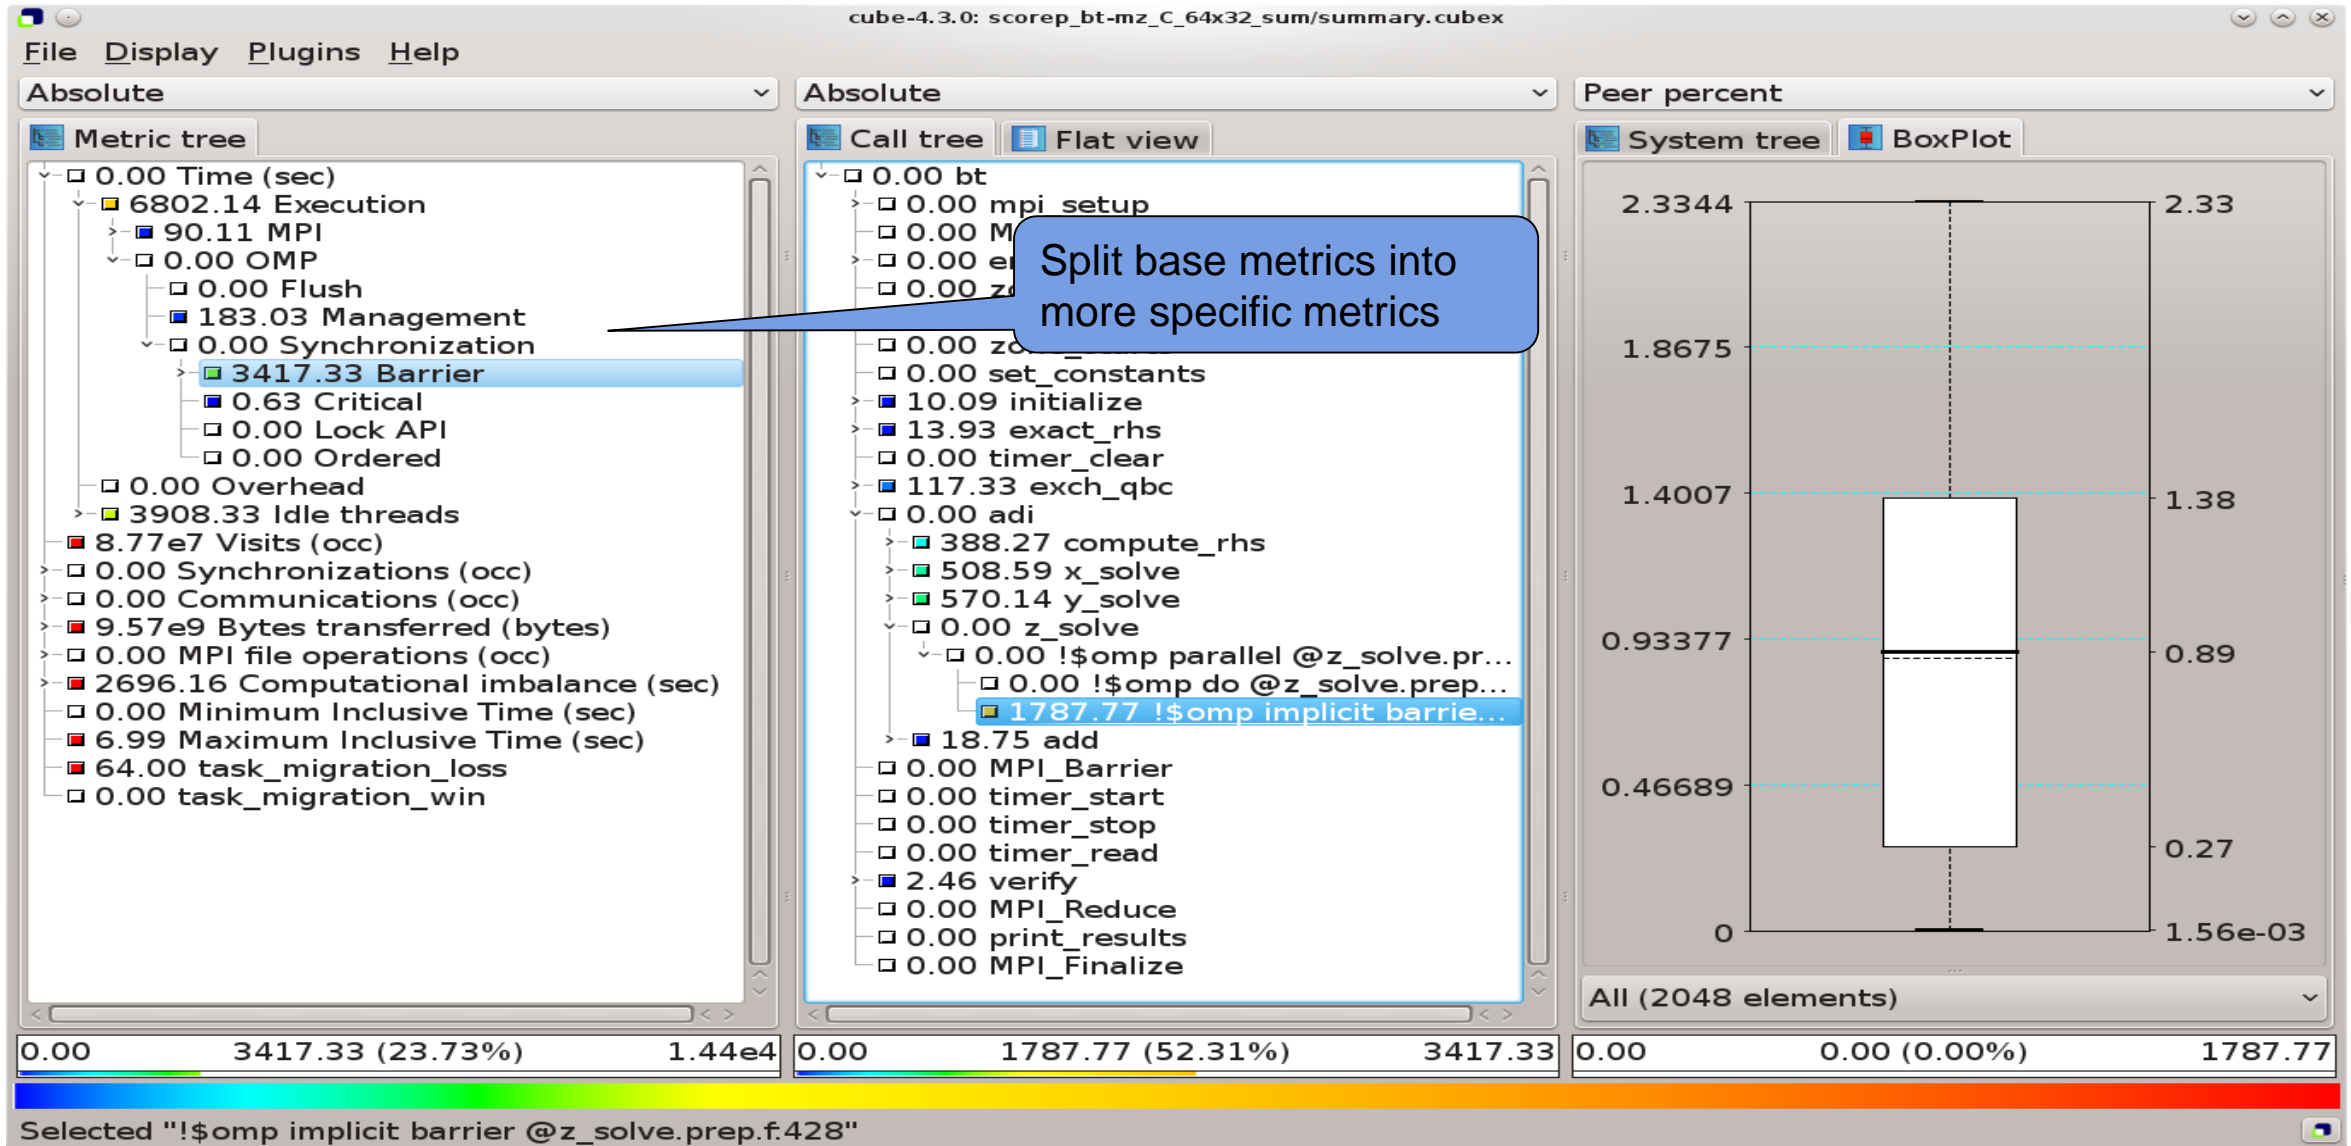 cube-4.3.0: scorep_bt-mz_C_64x32_sum/summary.cubex
File Display Plugins Help
Absolute
Metric tree
0.00 Time (sec)
6802.14 Execution
90.11 MPI
0.00 OMP
0.00 Flush
183.03 Management
0.00 Synchronization
3417.33 Barrier
0.63 Critical
0.00 Lock API
0.00 Ordered
0.00 Overhead
3908.33 Idle threads
8.77e7 Visits (occ)
0.00 Synchronizations (occ)
0.00 Communications (occ)
9.57e9 Bytes transferred (bytes)
0.00 MPI file operations (occ)
2696.16 Computational imbalance (sec)
0.00 Minimum Inclusive Time (sec)
6.99 Maximum Inclusive Time (sec)
64.00 task_migration_loss
0.00 task_migration_win
0.00 3417.33 (23.73%) 1.44e4
Absolute
Call tree Flat view
0.00 bt
0.00 mpi_setup
0.00 M
0.00
0.00
Split base metrics into
more specific metrics
0.00
0.00 set_constants
10.09 initialize
13.93 exact_rhs
0.00 timer_clear
117.33 exch_qbc
0.00 adi
388.27 compute_rhs
508.59 x_solve
570.14 y_solve
0.00 z_solve
0.00 !$omp parallel @z_solve.pr...
0.00 !$omp do @z_solve.prep...
1787.77 !$omp implicit barrie...
18.75 add
0.00 MPI_Barrier
0.00 timer_start
0.00 timer_stop
0.00 timer_read
2.46 verify
0.00 MPI_Reduce
0.00 print_results
0.00 MPI_Finalize
0.00 1787.77 (52.31%) 3417.33
Peer percent
System tree BoxPlot
2.3344 2.33
1.8675
1.4007 1.38
0.93377 0.89
0.46689
0.27
0 1.56e-03
All (2048 elements)
0.00 0.00 (0.00%) 1787.77
Selected "!$omp implicit barrier @z_solve.prep.f:428"